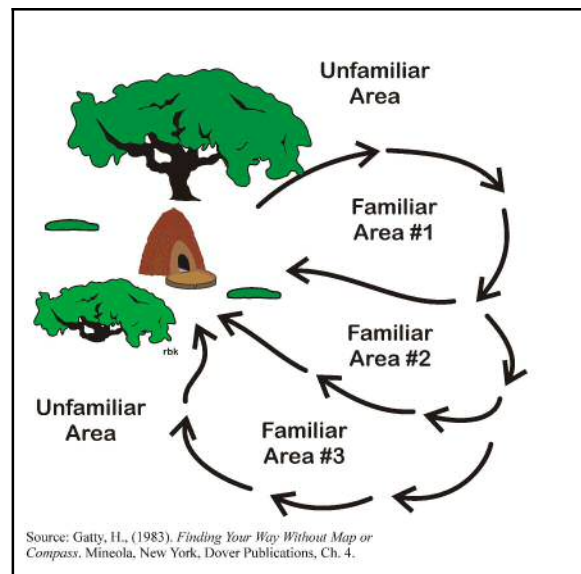 Unfamiliar
Area
Familiar
Area #1
Familiar
Area #2
rbk
Unfamiliar
Area
Familiar
Area #3
Source: Gatty, H., (1983). Finding Your Way Without Map or
Compass. Mineola, New York, Dover Publications, Ch. 4.